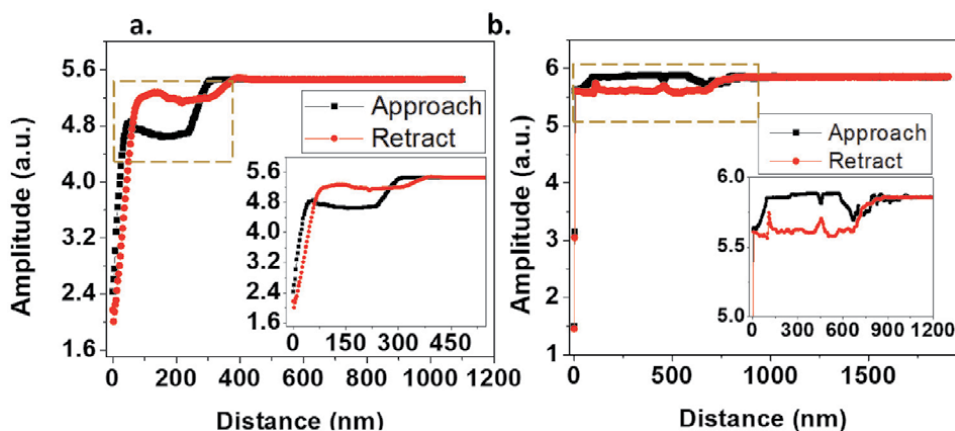 a.
Amplitude (a.u.)
5.6
4.8
4.0
3.2
2.4
1.6
0 200 400 600 800 1000 1200
Distance (nm)
Approach
Retract
5.6
4.8
4.0
3.2
2.4
1.6
0 150 300 450
b.
Amplitude (a.u.)
6
5
4
3
2
1
0 500 1000 1500
Distance (nm)
Approach
Retract
6.0
5.5
5.0
0 300 600 900 1200